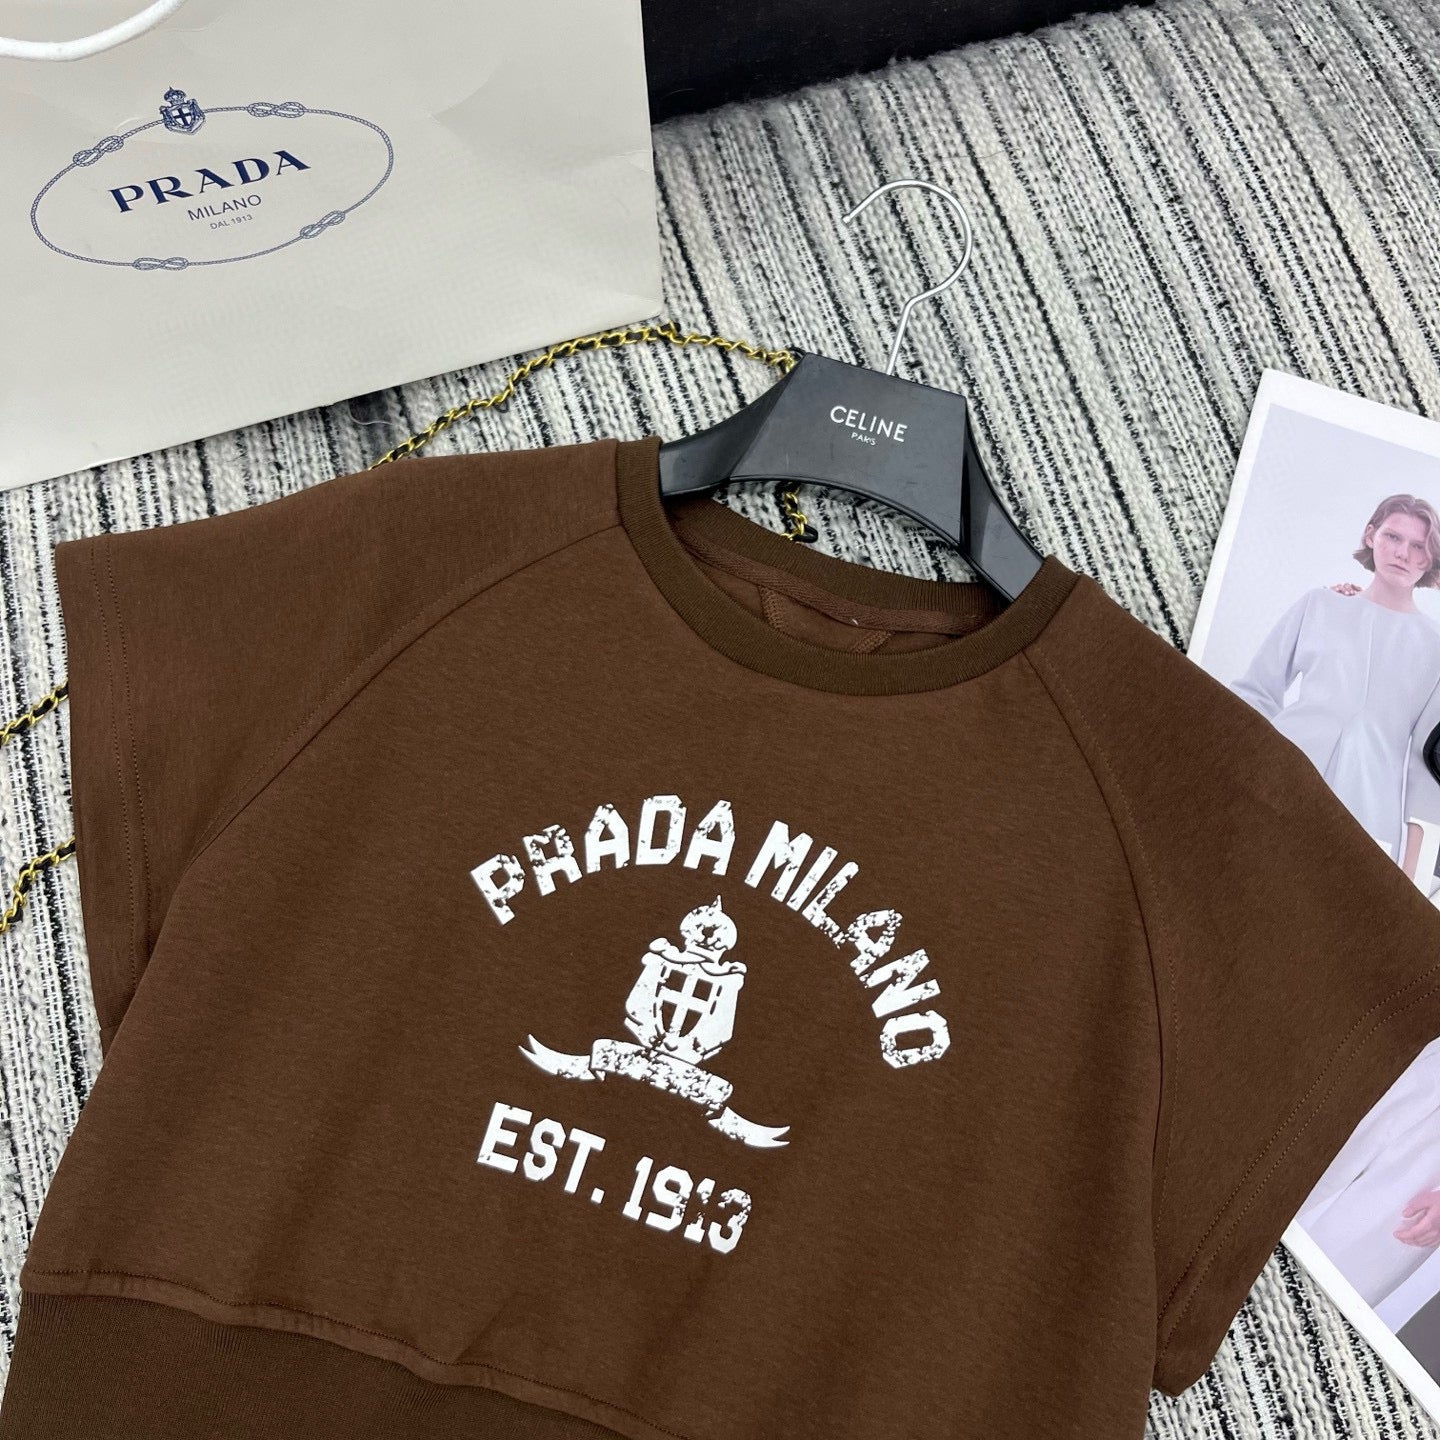 PRADA
MILANO
DAL 1913
CELINE
PARIS
PRADA MILANO
EST. 1913